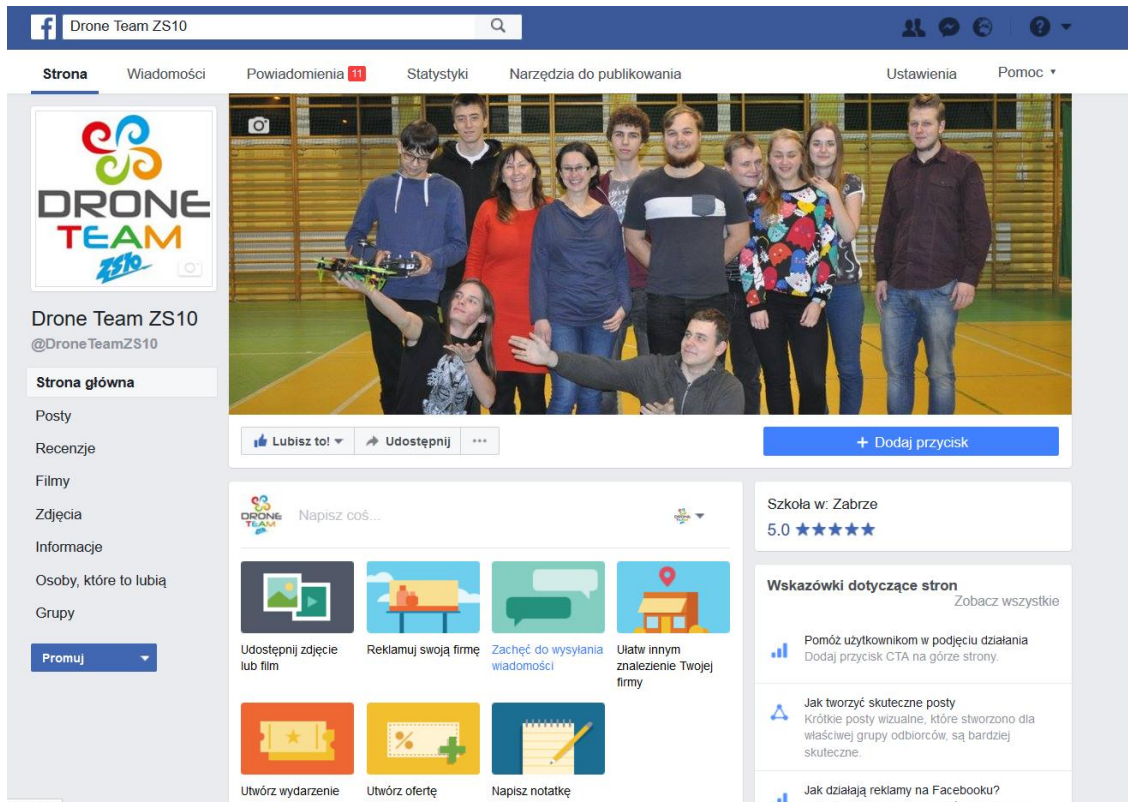 Drone Team ZS10
Strona
Wiadomości
Powiadomienia 11
Statystyki
Narzędzia do publikowania
Ustawienia
Pomoc
DRONE
TEAM
ZS10
Drone Team ZS10
@DroneTeamZS10
Strona główna
Posty
Recenzje
Filmy
Zdjęcia
Informacje
Osoby, które to lubią
Grupy
Promuj
Lubisz to!
Udostępnij
+ Dodaj przycisk
DRONE
TEAM
ZS10
Napisz coś...
Udostępnij zdjęcie
lub film
Reklamuj swoją firmę
Zachęć do wysyłania
wiadomości
Ułatw innym
znalezienie Twojej
firmy
Utwórz wydarzenie
Utwórz ofertę
Napisz notatkę
Szkoła w: Zabrze
5.0 ★★★★★
Wskazówki dotyczące stron
Zobacz wszystkie
Pomóż użytkownikom w podjęciu działania
Dodaj przycisk CTA na górze strony.
Jak tworzyć skuteczne posty
Krótkie posty wizualne, które stworzono dla
właściwej grupy odbiorców, są bardziej
skuteczne.
Jak działają reklamy na Facebooku?